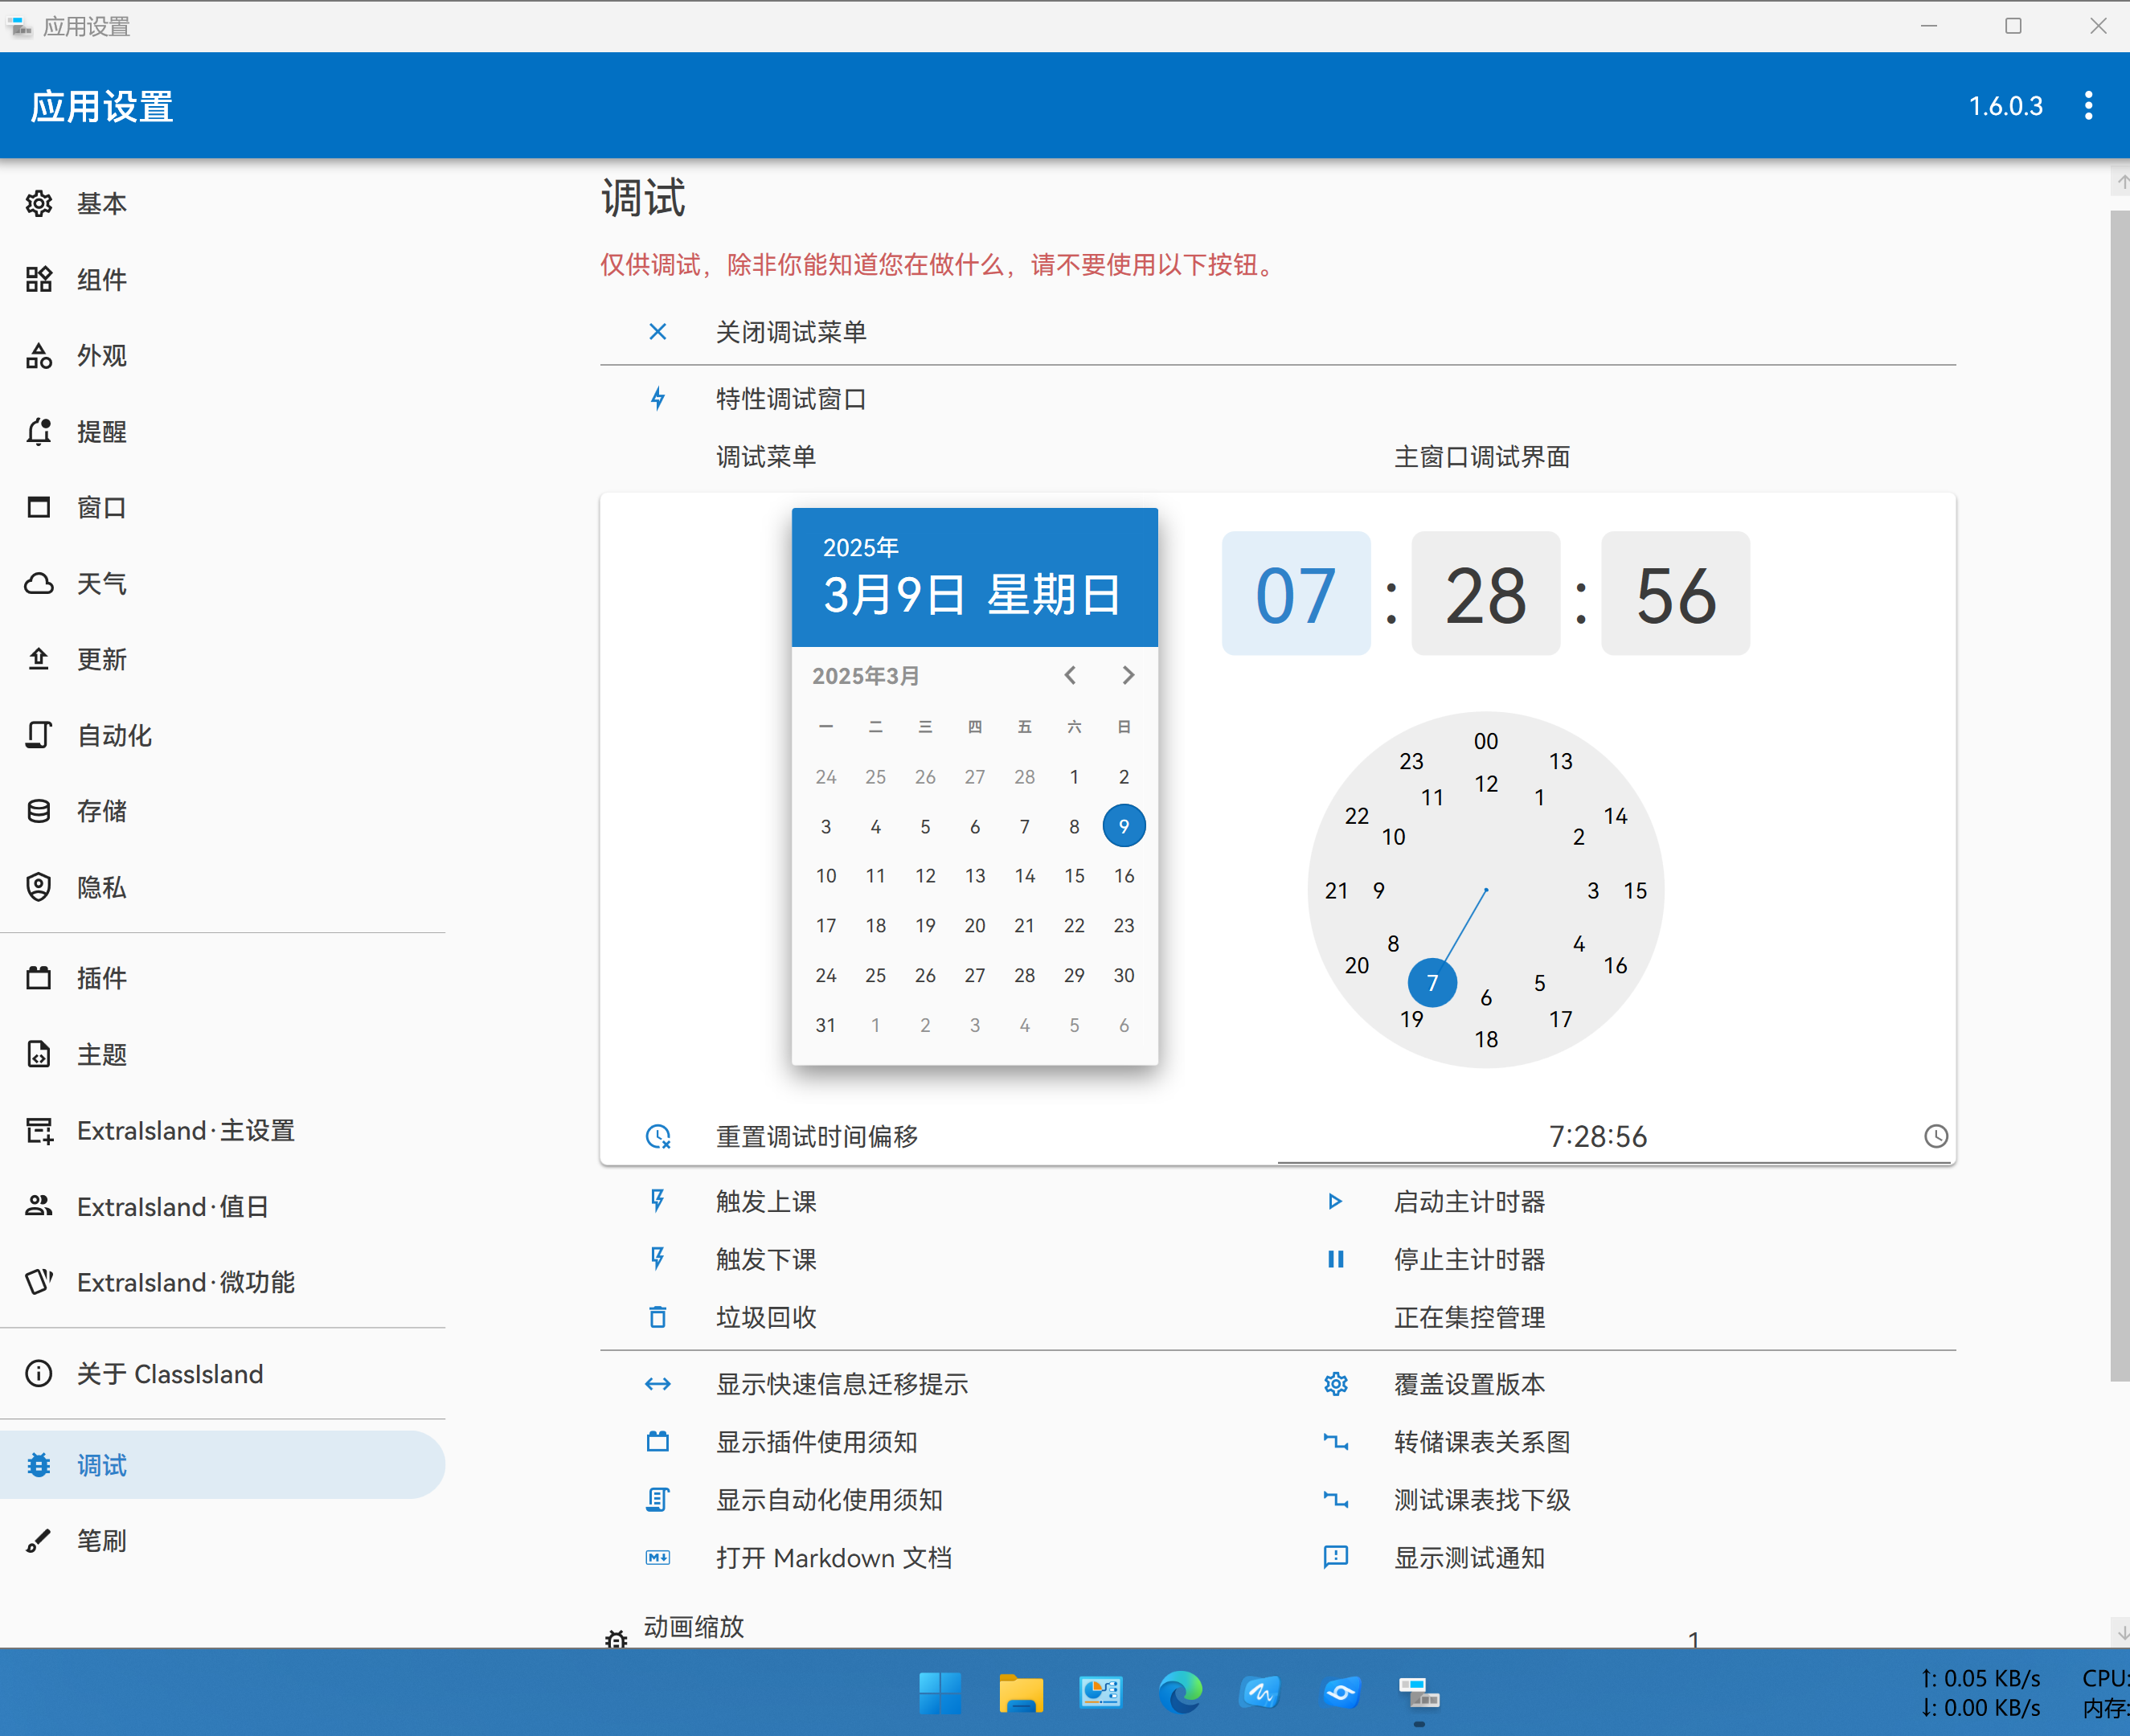 应用设置
应用设置
1.6.0.3
基本
组件
外观
提醒
窗口
天气
更新
自动化
存储
隐私
插件
主题
ExtraIsland·主设置
ExtraIsland·值日
ExtraIsland·微功能
关于 ClassIsland
调试
笔刷
调试
仅供调试，除非你能知道您在做什么，请不要使用以下按钮。
关闭调试菜单
特性调试窗口
调试菜单
主窗口调试界面
2025年
3月9日 星期日
2025年3月
一 二 三 四 五 六 日
24 25 26 27 28 1 2
3 4 5 6 7 8 9
10 11 12 13 14 15 16
17 18 19 20 21 22 23
24 25 26 27 28 29 30
31 1 2 3 4 5 6
07 : 28 : 56
00
23 13
12
11 1
22 14
10 2
21 9 3 15
8 4
20 16
7 5
6
19 17
18
重置调试时间偏移
7:28:56
触发上课
启动主计时器
触发下课
停止主计时器
垃圾回收
正在集控管理
显示快速信息迁移提示
覆盖设置版本
显示插件使用须知
转储课表关系图
显示自动化使用须知
测试课表找下级
打开 Markdown 文档
显示测试通知
动画缩放
1
↑: 0.05 KB/s CPU:
↓: 0.00 KB/s 内存: